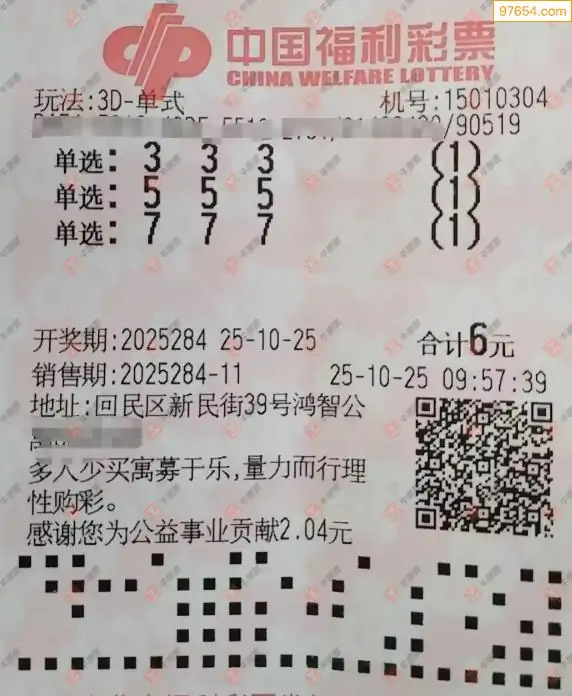 97654.com
中国福利彩票
CHINA WELFARE LOTTERY
玩法:3D-单式 机号:15010304
/90519
单选: 3 3 3 (1)
单选: 5 5 5 (1)
单选: 7 7 7 (1)
开奖期:2025284 25-10-25 合计6元
销售期:2025284-11 25-10-25 09:57:39
地址:回民区新民街39号鸿智公
多人少买寓募于乐,量力而行理
性购彩。
感谢您为公益事业贡献2.04元